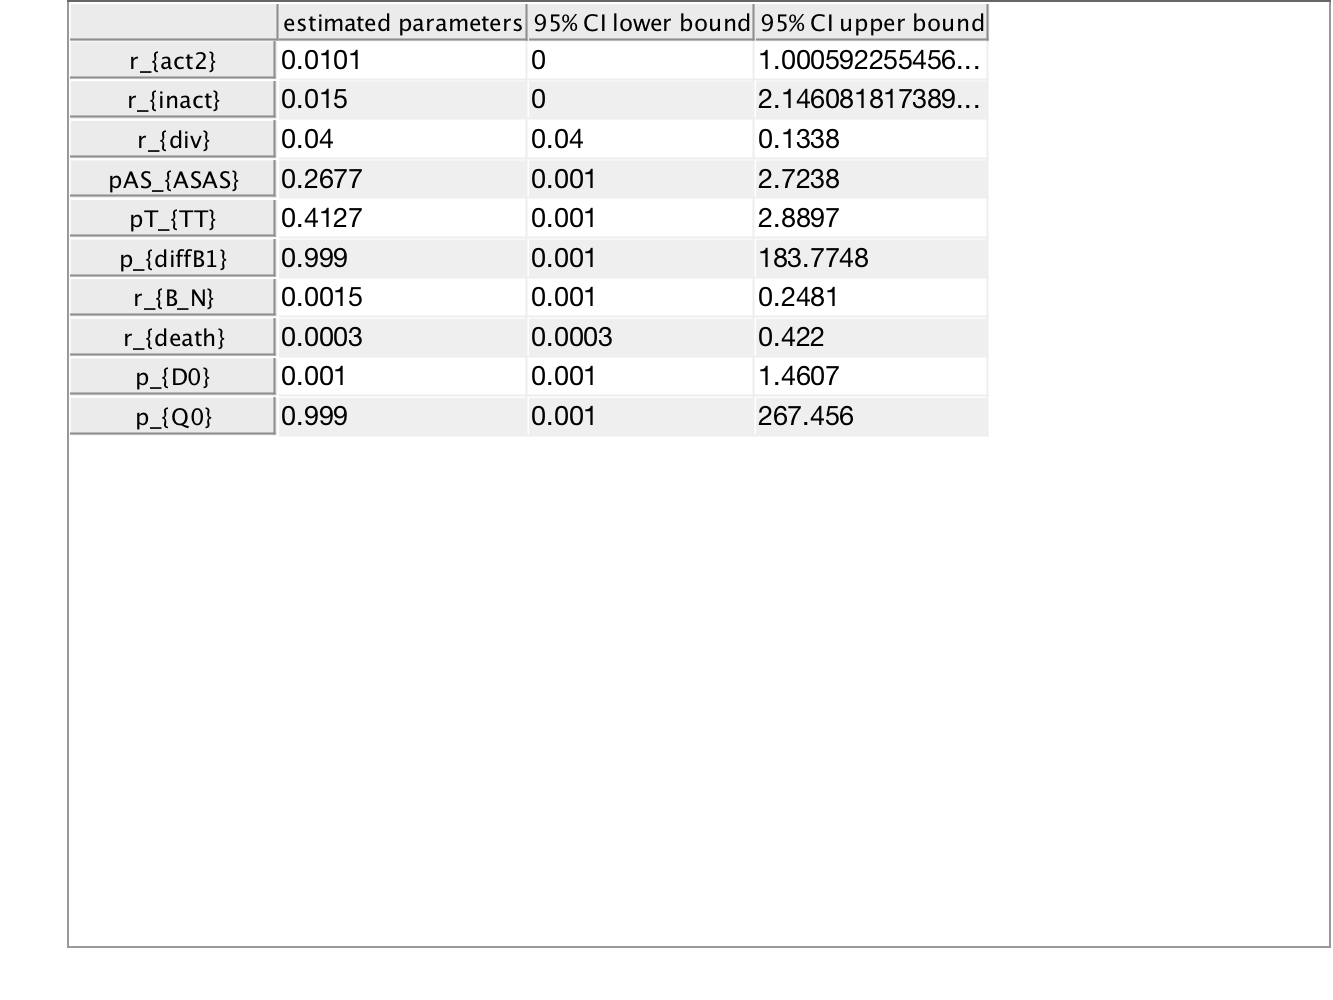 estimated parameters 95% CI lower bound 95% CI upper bound
r_{act2} 0.0101 0 1.000592255456...
r_{inact} 0.015 0 2.146081817389...
r_{div} 0.04 0.04 0.1338
pAS_{ASAS} 0.2677 0.001 2.7238
pT_{TT} 0.4127 0.001 2.8897
p_{diffB1} 0.999 0.001 183.7748
r_{B_N} 0.0015 0.001 0.2481
r_{death} 0.0003 0.0003 0.422
p_{D0} 0.001 0.001 1.4607
p_{Q0} 0.999 0.001 267.456